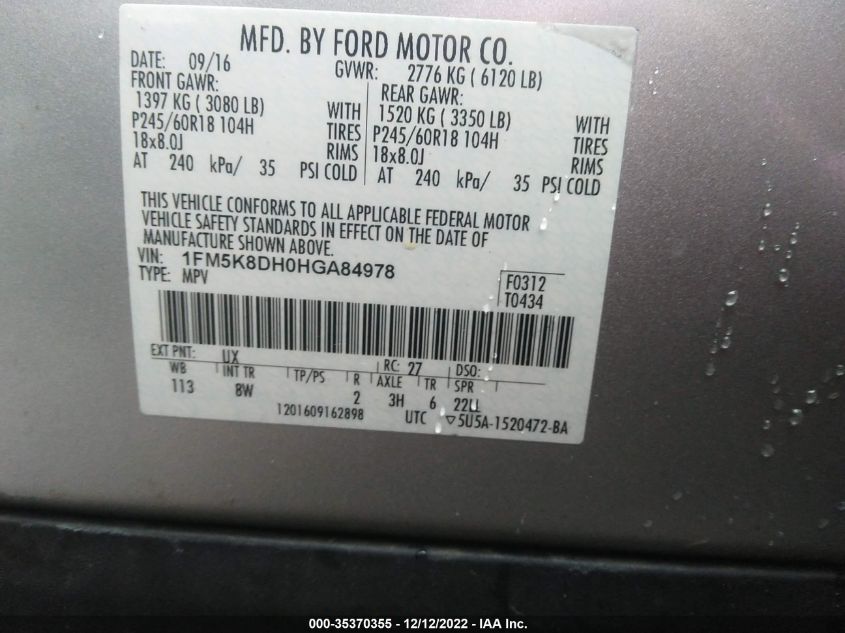 MFD. BY FORD MOTOR CO.
DATE: 09/16 GVWR: 2776 KG ( 6120 LB)
FRONT GAWR: REAR GAWR:
1397 KG ( 3080 LB) WITH 1520 KG ( 3350 LB) WITH
P245/60R18 104H TIRES P245/60R18 104H TIRES
18x8.0J RIMS 18x8.0J RIMS
AT 240 kPa/ 35 PSI COLD AT 240 kPa/ 35 PSI COLD
THIS VEHICLE CONFORMS TO ALL APPLICABLE FEDERAL MOTOR
VEHICLE SAFETY STANDARDS IN EFFECT ON THE DATE OF
MANUFACTURE SHOWN ABOVE.
VIN: 1FM5K8DH0HGA84978
TYPE: MPV
F0312
T0434
EXT PNT: UX RC: 27 DSO:
WB INT TR TP/PS R AXLE TR SPR
113 8W 2 3H 6 22LL
1201609162898 UTC ▽5U5A-1520472-BA
000-35370355 - 12/12/2022 - IAA Inc.